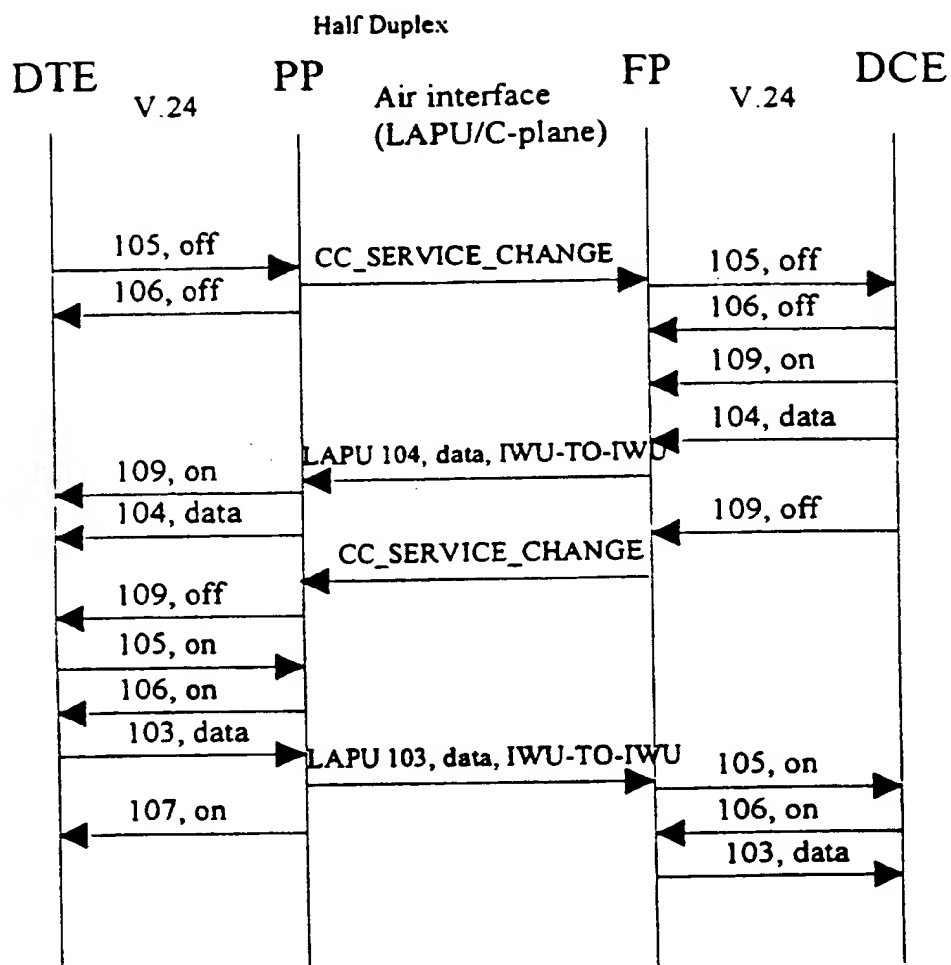 Half Duplex
DTE PP FP DCE
V.24 Air interface V.24
(LAPU/C-plane)
105, off CC_SERVICE_CHANGE 105, off
106, off 106, off
109, on
104, data
LAPU 104, data, IWU-TO-IWU
109, on
104, data 109, off
CC_SERVICE_CHANGE
109, off
105, on
106, on
103, data LAPU 103, data, IWU-TO-IWU 105, on
107, on 106, on
103, data